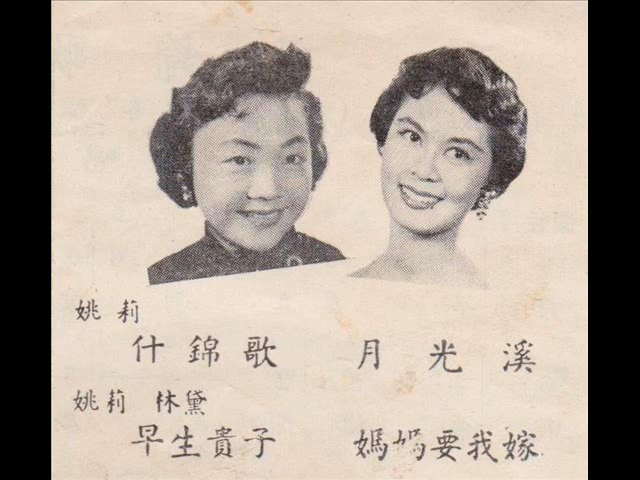 姚莉
什錦歌 月光溪
姚莉 林黛
早生貴子 媽媽要我嫁